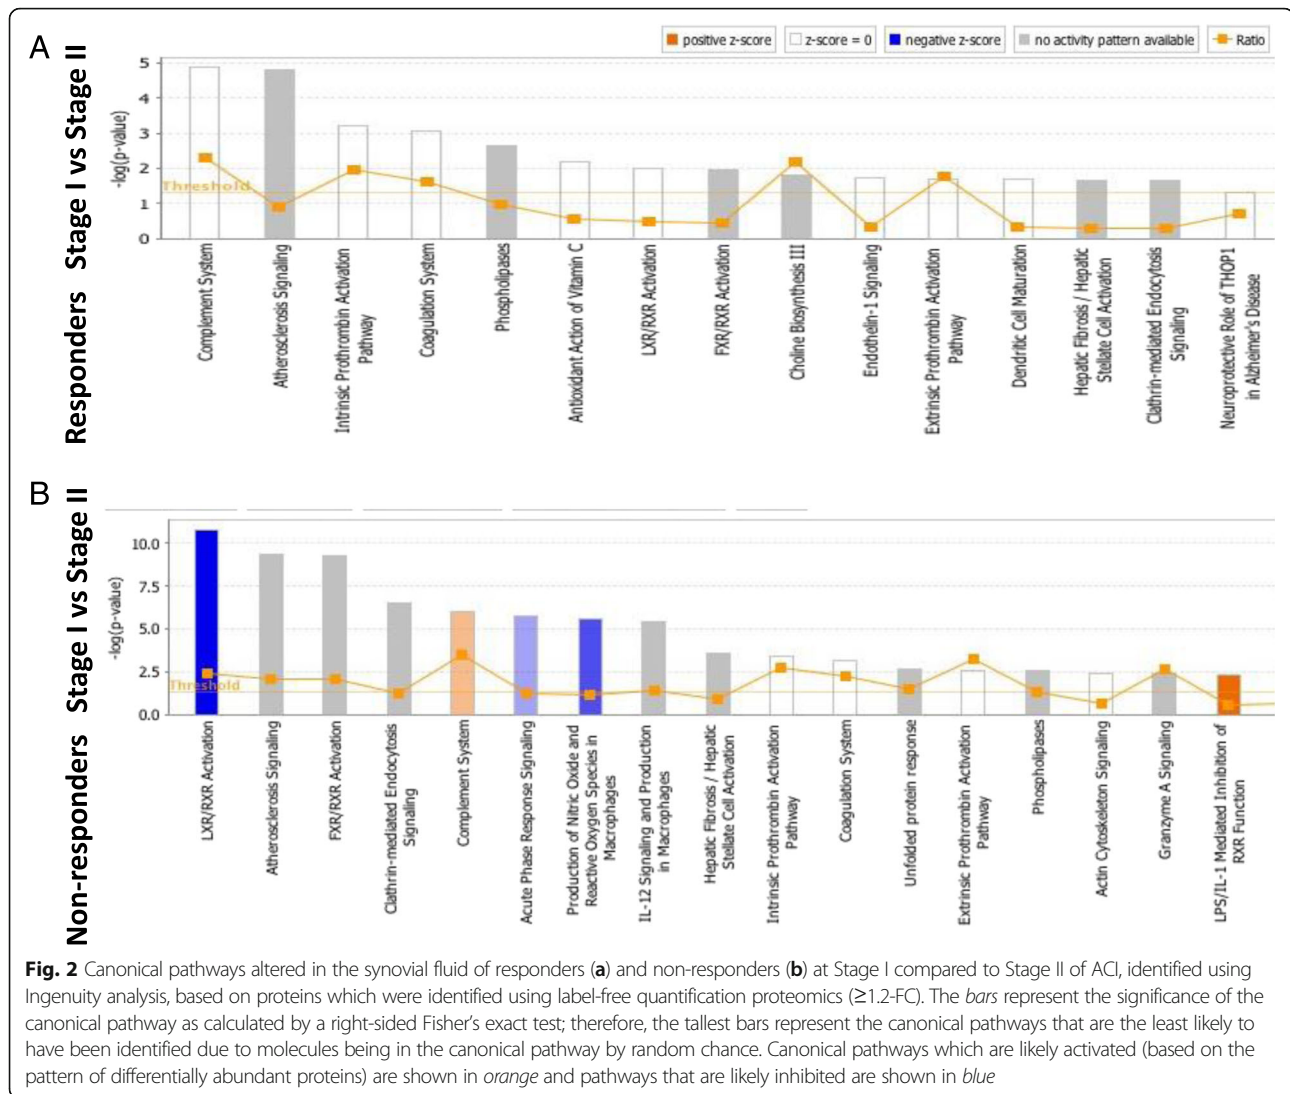 A
Responders Stage I vs Stage II
positive z-score
z-score = 0
negative z-score
no activity pattern available
Ratio
-log(p-value)
5
4
3
2
1
0
Threshold
Complement System
Atherosclerosis Signaling
Intrinsic Prothrombin Activation
Pathway
Coagulation System
Phospholipases
Antioxidant Action of Vitamin C
LXR/RXR Activation
FXR/RXR Activation
Choline Biosynthesis III
Endothelin-1 Signaling
Extrinsic Prothrombin Activation
Pathway
Dendritic Cell Maturation
Hepatic Fibrosis / Hepatic
Stellate Cell Activation
Clathrin-mediated Endocytosis
Signaling
Neuroprotective Role of THOP1
in Alzheimer's Disease
B
Non-responders Stage I vs Stage II
-log(p-value)
10.0
7.5
5.0
2.5
0.0
Threshold
LXR/RXR Activation
Atherosclerosis Signaling
FXR/RXR Activation
Clathrin-mediated Endocytosis
Signaling
Complement System
Acute Phase Response Signaling
Production of Nitric Oxide and
Reactive Oxygen Species in
Macrophages
IL-12 Signaling and Production
in Macrophages
Hepatic Fibrosis / Hepatic
Stellate Cell Activation
Intrinsic Prothrombin Activation
Pathway
Coagulation System
Unfolded protein response
Extrinsic Prothrombin Activation
Pathway
Phospholipases
Actin Cytoskeleton Signaling
Granzyme A Signaling
LPS/IL-1 Mediated Inhibition of
RXR Function
Fig. 2 Canonical pathways altered in the synovial fluid of responders (a) and non-responders (b) at Stage I compared to Stage II of ACI, identified using
Ingenuity analysis, based on proteins which were identified using label-free quantification proteomics (≥1.2-FC). The bars represent the significance of the
canonical pathway as calculated by a right-sided Fisher's exact test; therefore, the tallest bars represent the canonical pathways that are the least likely to
have been identified due to molecules being in the canonical pathway by random chance. Canonical pathways which are likely activated (based on the
pattern of differentially abundant proteins) are shown in orange and pathways that are likely inhibited are shown in blue